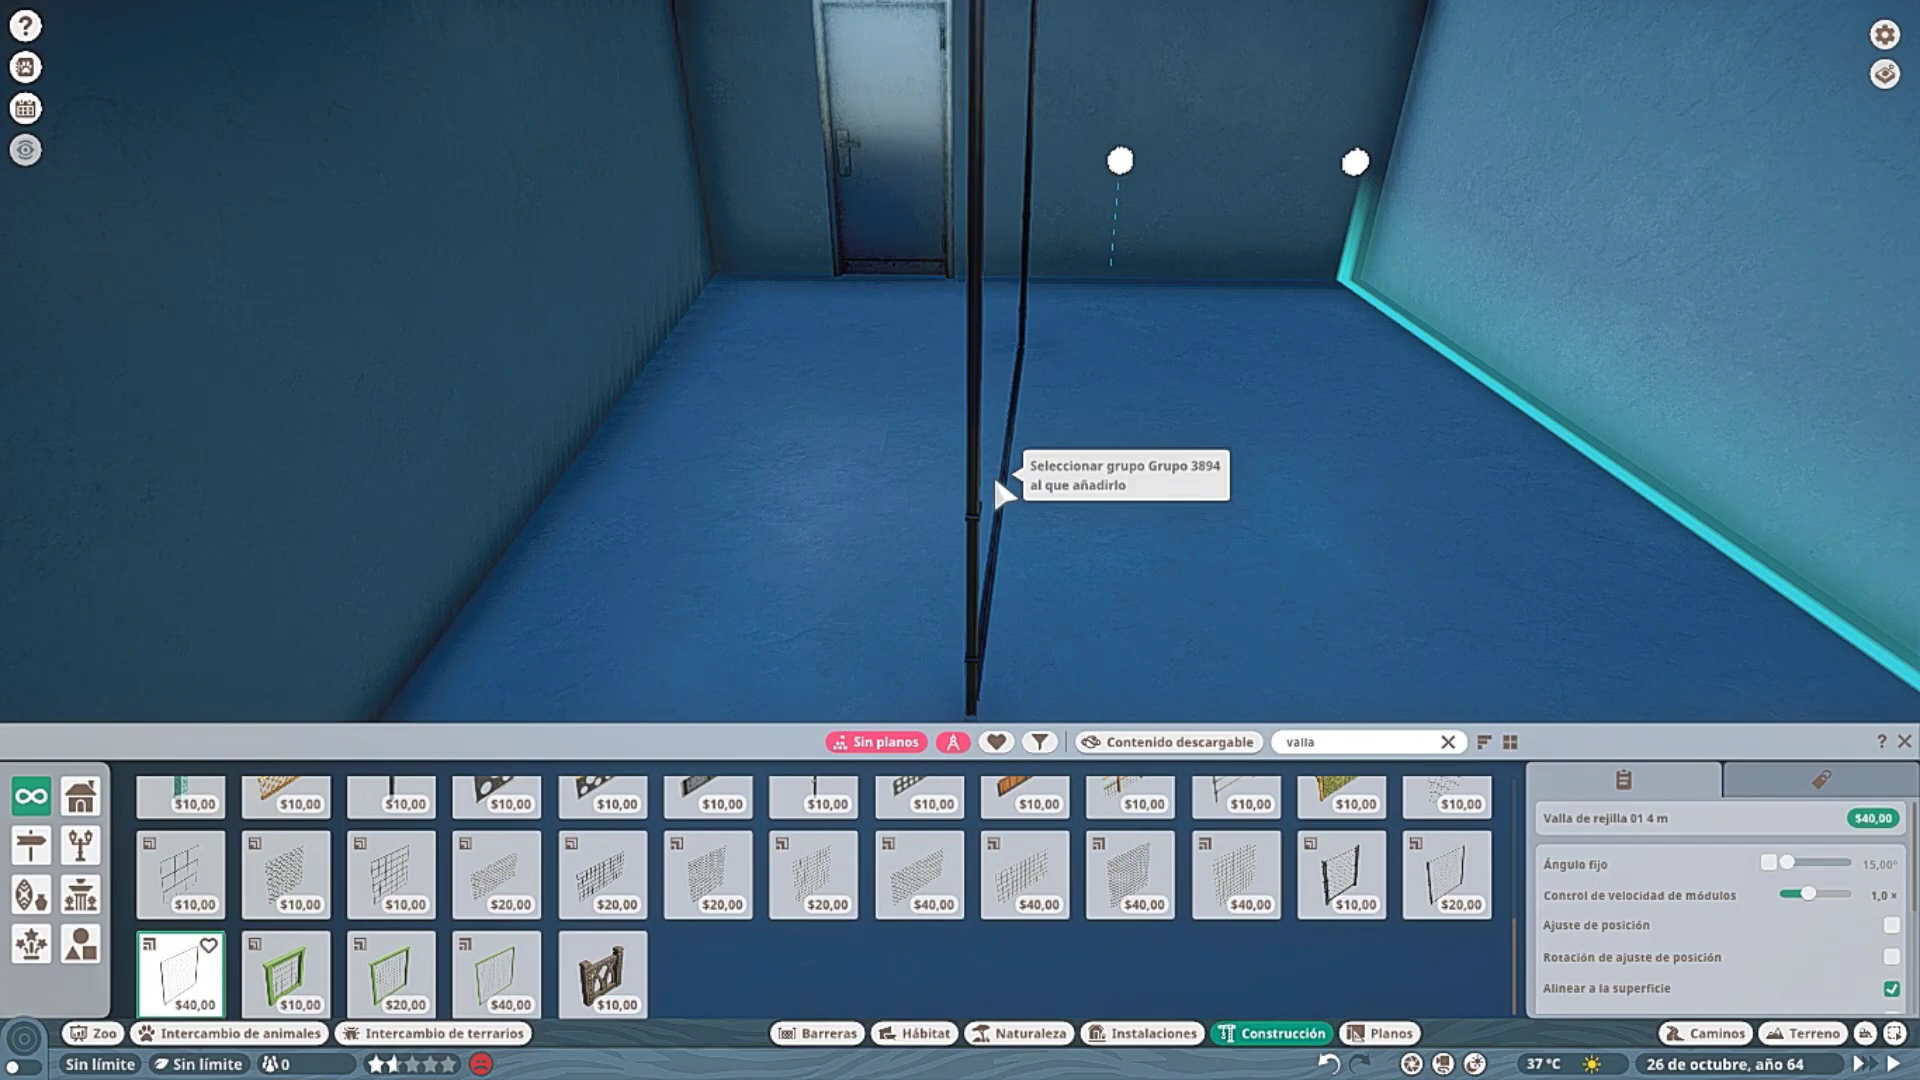 ?
Seleccionar grupo Grupo 3894
al que añadirlo
Sin planos
Contenido descargable
valla
?
$10,00 $10,00 $10,00 $10,00 $10,00 $10,00 $10,00 $10,00 $10,00 $10,00 $10,00 $10,00 $10,00
$10,00 $10,00 $10,00 $20,00 $20,00 $20,00 $20,00 $40,00 $40,00 $40,00 $40,00 $10,00 $20,00
$40,00 $10,00 $20,00 $40,00 $10,00
Valla de rejilla 01 4 m $40,00
Ángulo fijo 15,00°
Control de velocidad de módulos 1,0 x
Ajuste de posición
Rotación de ajuste de posición
Alinear a la superficie
Zoo Intercambio de animales Intercambio de terrarios Barreras Hábitat Naturaleza Instalaciones Construcción Planos Caminos Terreno
Sin límite Sin límite 0 37 °C 26 de octubre, año 64